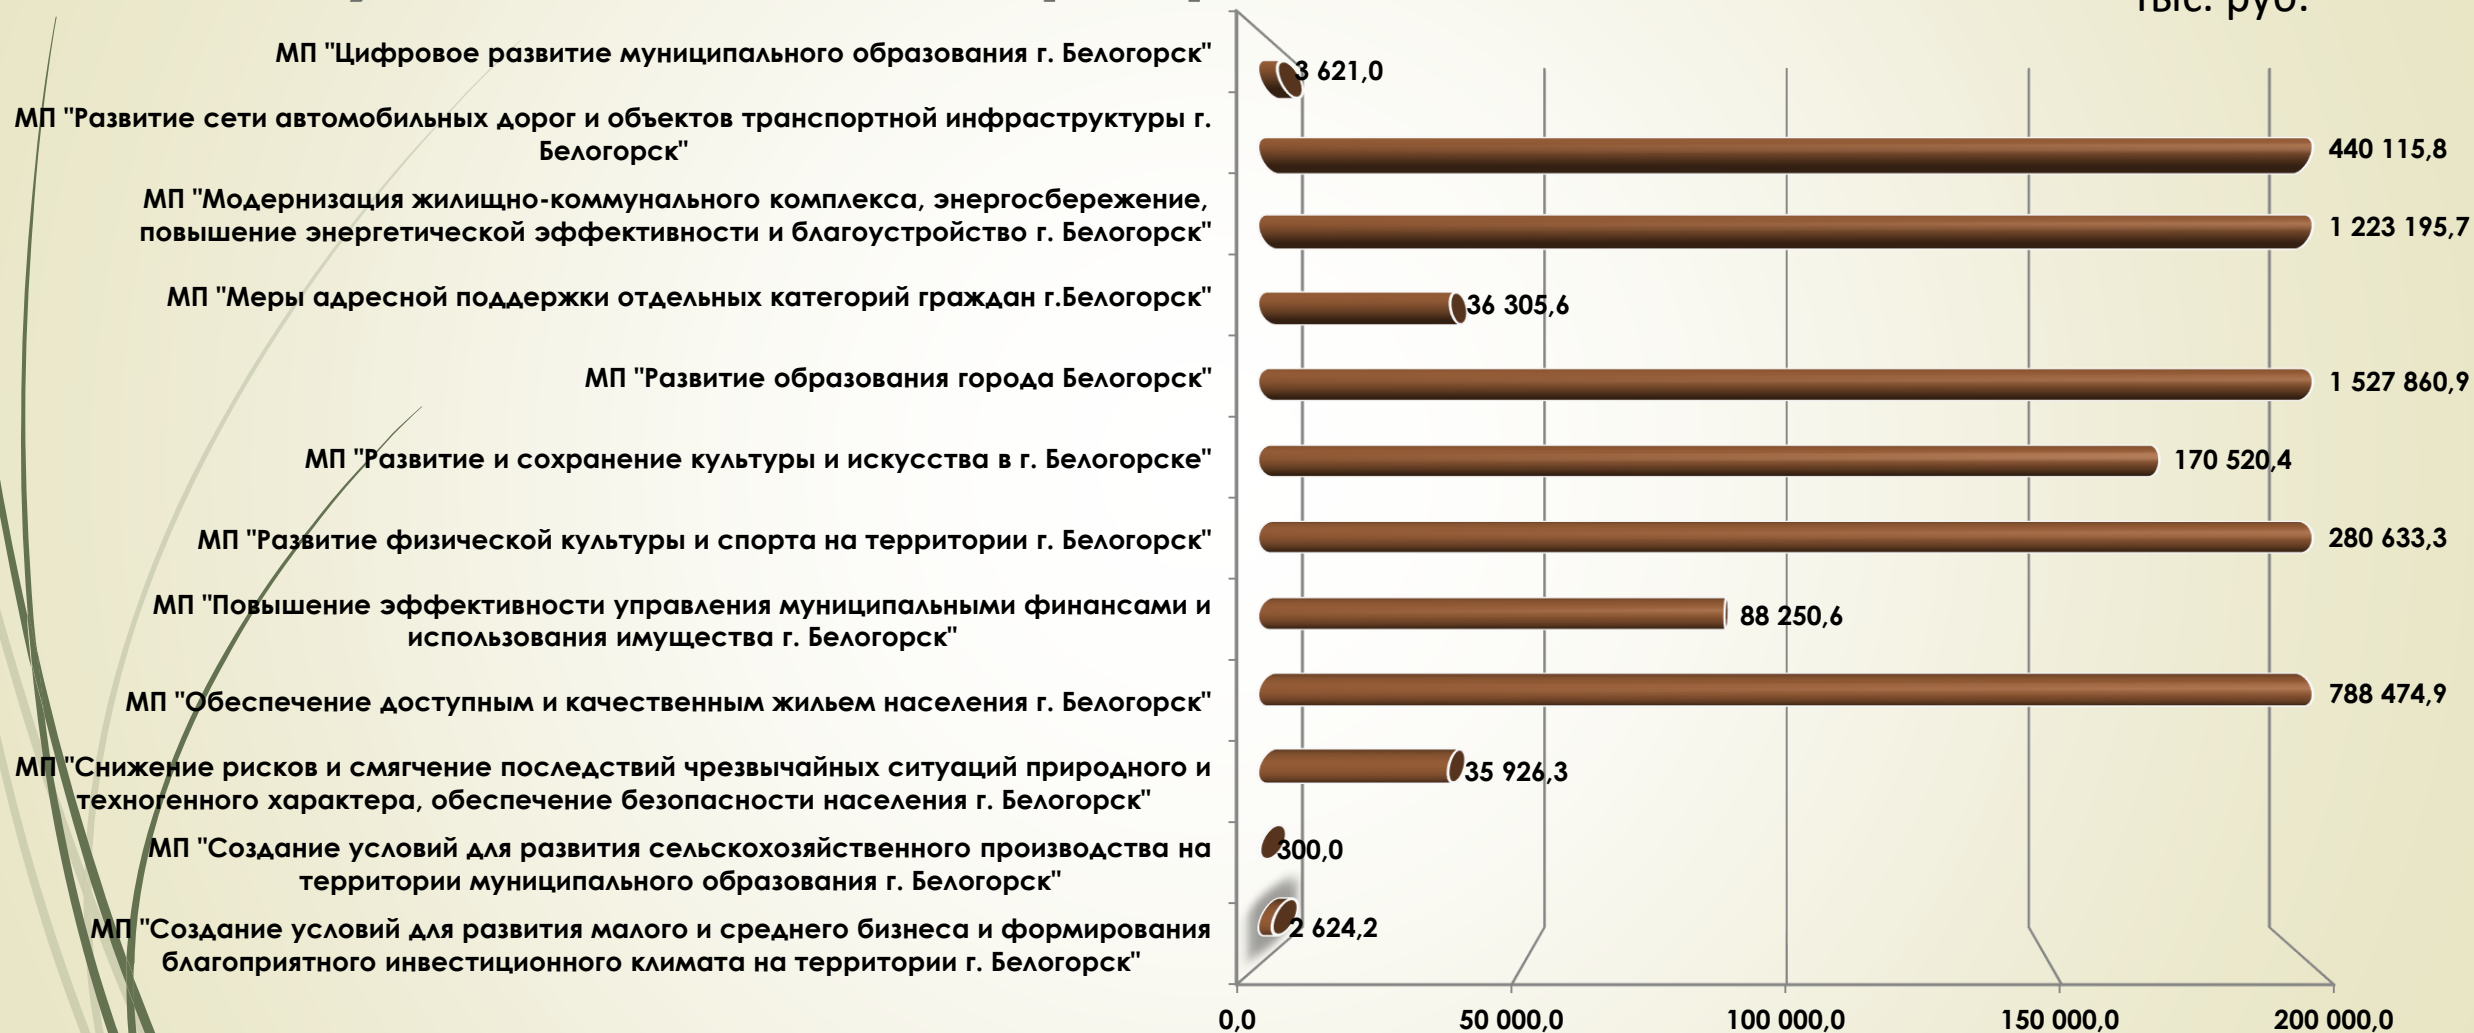 тыс. руб.
МП "Цифровое развитие муниципального образования г. Белогорск"
3 621,0
МП "Развитие сети автомобильных дорог и объектов транспортной инфраструктуры г.
Белогорск"
440 115,8
МП "Модернизация жилищно-коммунального комплекса, энергосбережение,
повышение энергетической эффективности и благоустройство г. Белогорск"
1 223 195,7
МП "Меры адресной поддержки отдельных категорий граждан г.Белогорск"
36 305,6
МП "Развитие образования города Белогорск"
1 527 860,9
МП "Развитие и сохранение культуры и искусства в г. Белогорске"
170 520,4
МП "Развитие физической культуры и спорта на территории г. Белогорск"
280 633,3
МП "Повышение эффективности управления муниципальными финансами и
использования имущества г. Белогорск"
88 250,6
МП "Обеспечение доступным и качественным жильем населения г. Белогорск"
788 474,9
МП "Снижение рисков и смягчение последствий чрезвычайных ситуаций природного и
техногенного характера, обеспечение безопасности населения г. Белогорск"
35 926,3
МП "Создание условий для развития сельскохозяйственного производства на
территории муниципального образования г. Белогорск"
300,0
МП "Создание условий для развития малого и среднего бизнеса и формирования
благоприятного инвестиционного климата на территории г. Белогорск"
2 624,2
0,0 50 000,0 100 000,0 150 000,0 200 000,0